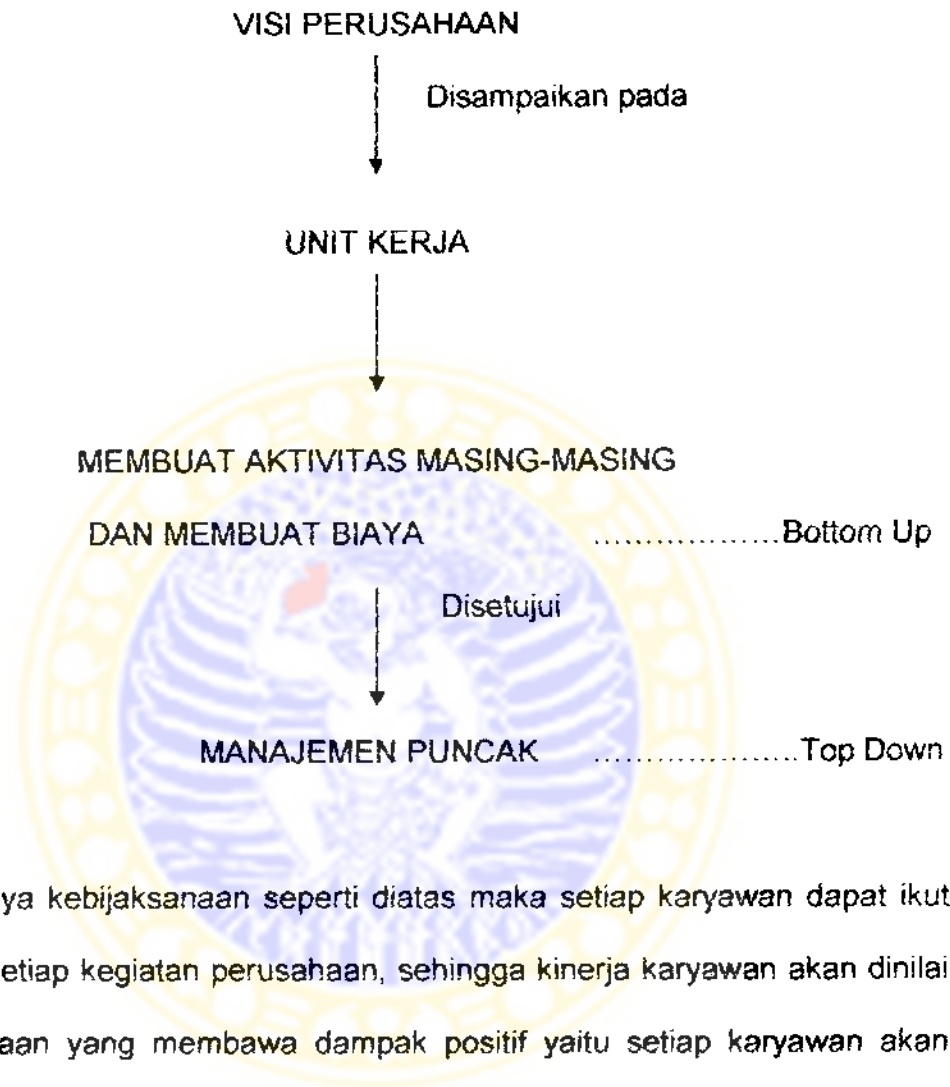 VISI PERUSAHAAN
Disampaikan pada
UNIT KERJA
MEMBUAT AKTIVITAS MASING-MASING
DAN MEMBUAT BIAYA ..................Bottom Up
Disetujui
MANAJEMEN PUNCAK ....................Top Down
ya kebijaksanaan seperti diatas maka setiap karyawan dapat ikut
etiap kegiatan perusahaan, sehingga kinerja karyawan akan dinilai
aan yang membawa dampak positif yaitu setiap karyawan akan